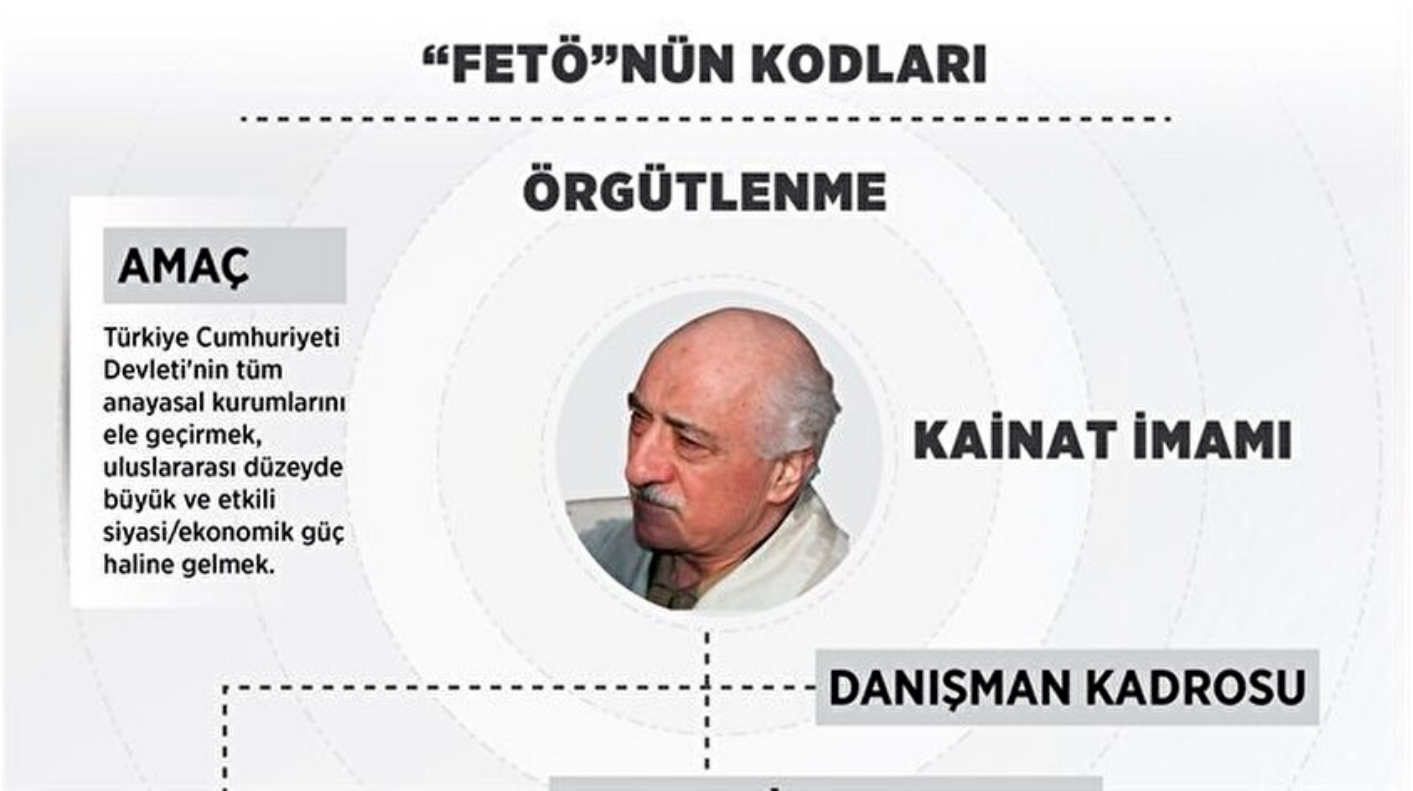 “FETÖ”NÜN KODLARI
ÖRGÜTLENME
AMAÇ
Türkiye Cumhuriyeti
Devleti'nin tüm
anayasal kurumlarını
ele geçirmek,
uluslararası düzeyde
büyük ve etkili
siyasi/ekonomik güç
haline gelmek.
KAİNAT İMAMI
DANIŞMAN KADROSU